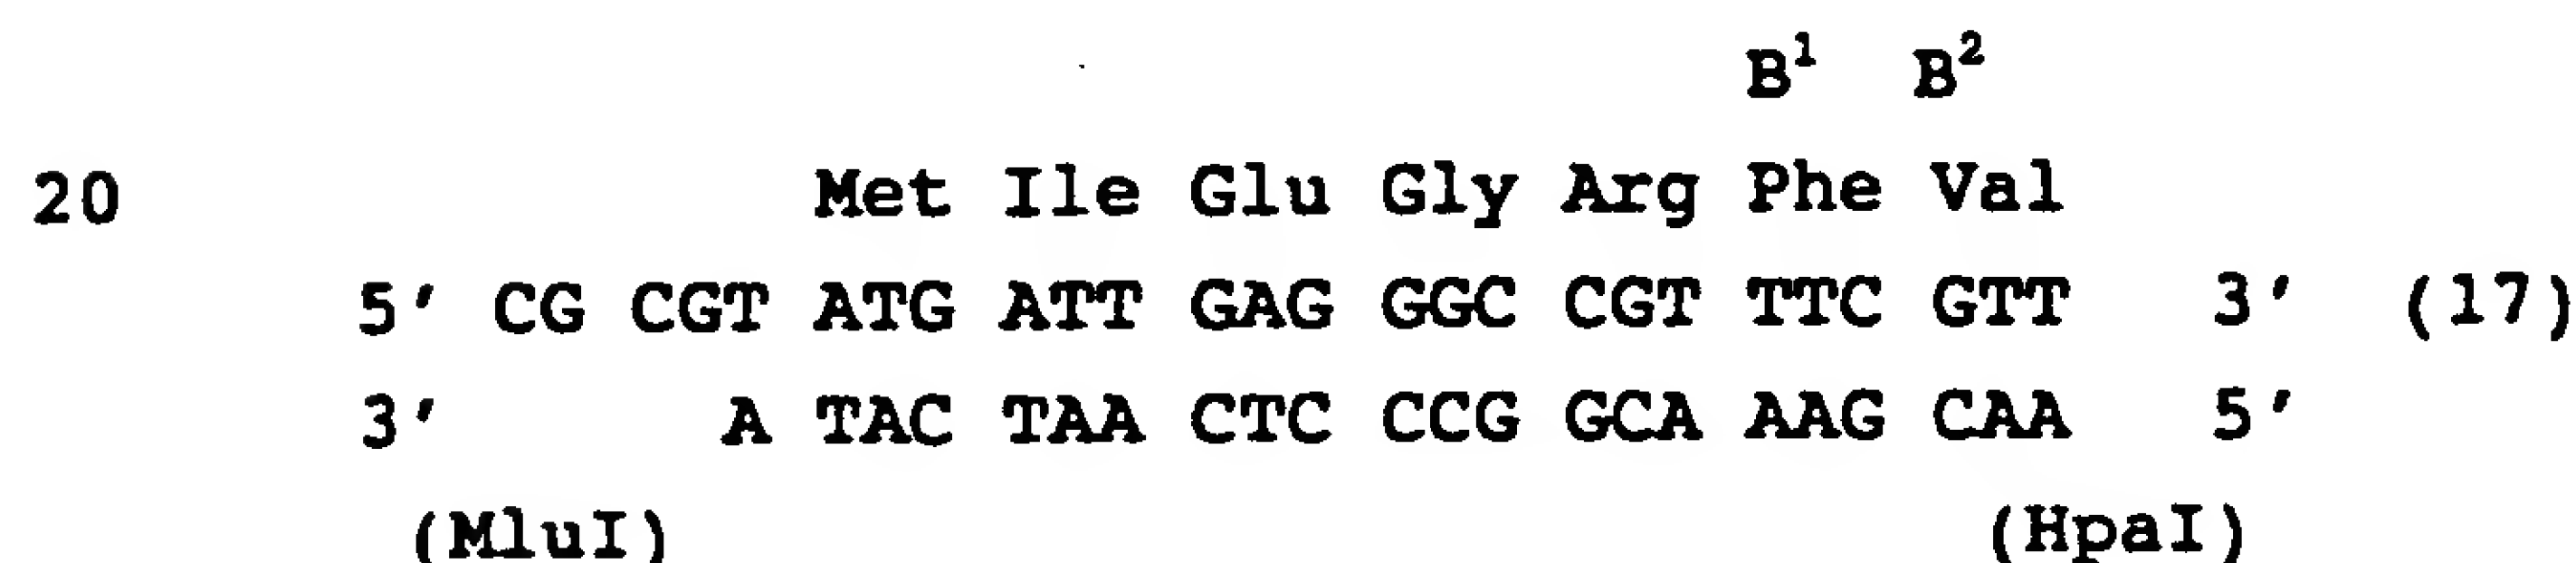 B¹ B²
20 Met Ile Glu Gly Arg Phe Val
5′ CG CGT ATG ATT GAG GGC CGT TTC GTT 3′ (17)
3′ A TAC TAA CTC CCG GCA AAG CAA 5′
(MluI) (HpaI)